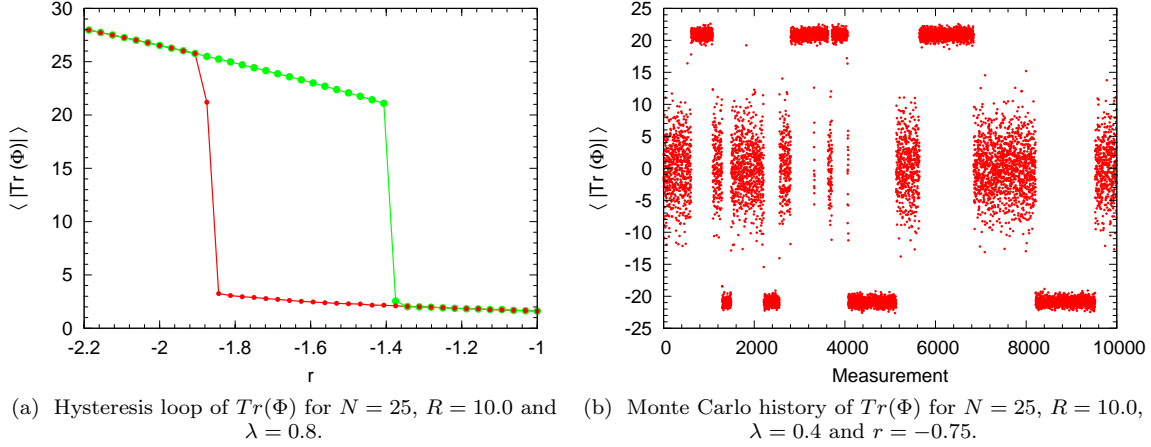 30
25
20
15
10
5
0
⟨ |Tr (Φ)| ⟩
-2.2 -2 -1.8 -1.6 -1.4 -1.2 -1
r
(a) Hysteresis loop of Tr(Φ) for N = 25, R = 10.0 and
λ = 0.8.
25
20
15
10
5
0
-5
-10
-15
-20
-25
⟨ |Tr (Φ)| ⟩
0 2000 4000 6000 8000 10000
Measurement
(b) Monte Carlo history of Tr(Φ) for N = 25, R = 10.0,
λ = 0.4 and r = −0.75.